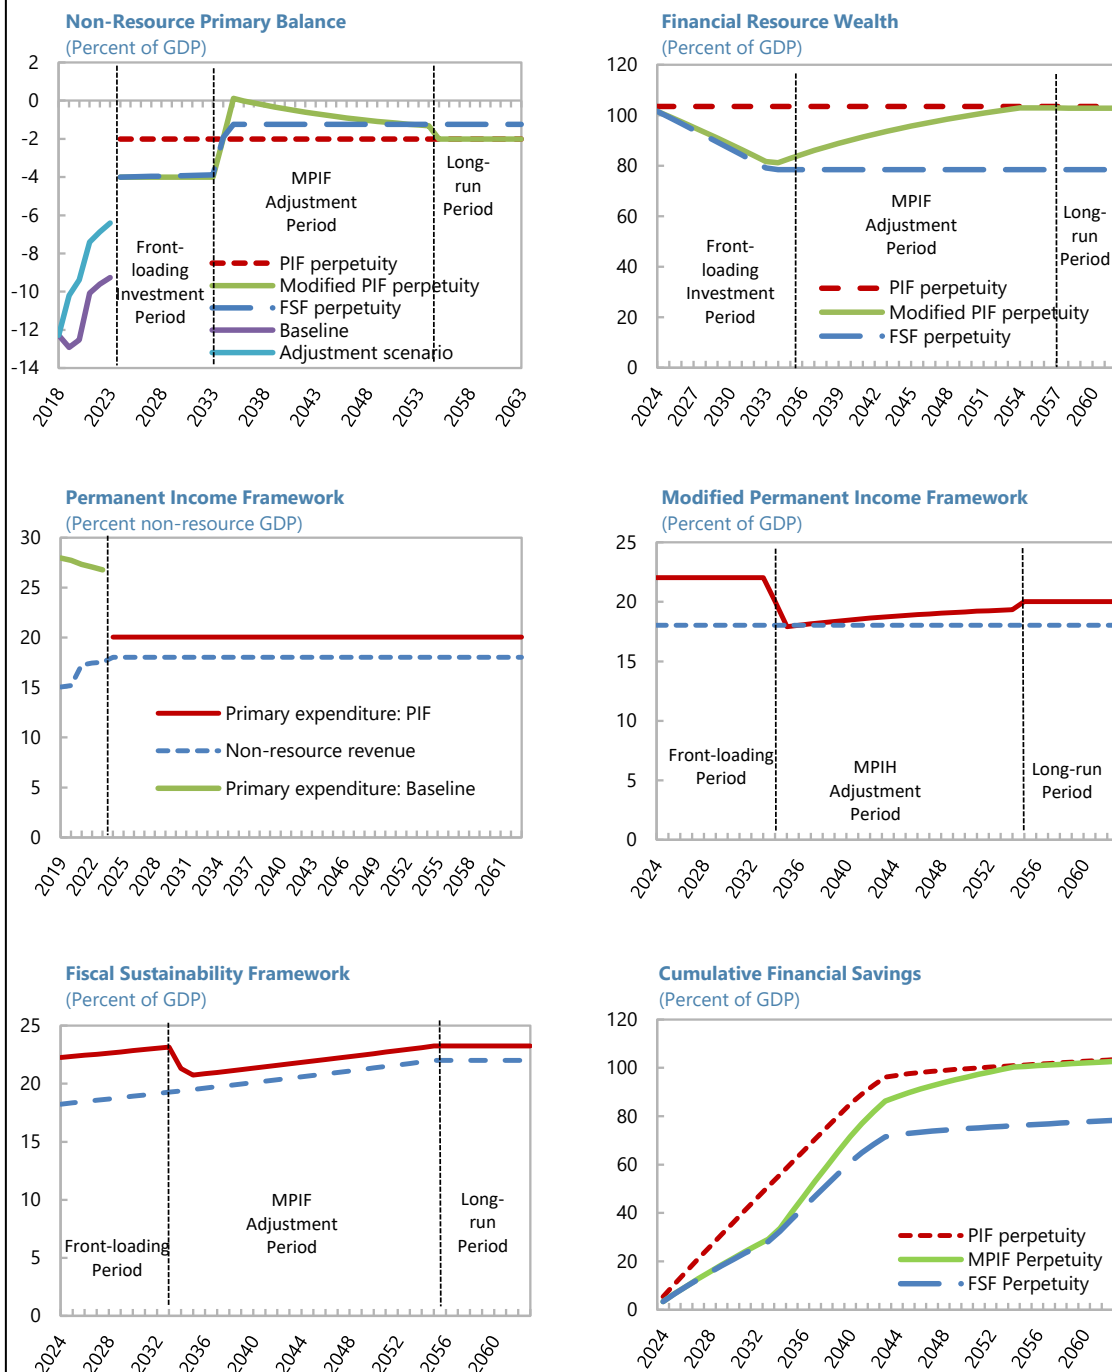 Non-Resource Primary Balance
(Percent of GDP)
2
0
-2
-4
-6
-8
-10
-12
-14
MPIF
Adjustment
Period
Long-
run
Period
Front-
loading
Investment
Period
PIF perpetuity
Modified PIF perpetuity
FSF perpetuity
Baseline
Adjustment scenario
2018
2023
2028
2033
2038
2043
2048
2053
2058
2063
Financial Resource Wealth
(Percent of GDP)
120
100
80
60
40
20
0
Front-
loading
Investment
Period
MPIF
Adjustment
Period
Long-
run
Period
PIF perpetuity
Modified PIF perpetuity
FSF perpetuity
2024
2027
2030
2033
2036
2039
2042
2045
2048
2051
2054
2057
2060
Permanent Income Framework
(Percent non-resource GDP)
30
25
20
15
10
5
0
Primary expenditure: PIF
Non-resource revenue
Primary expenditure: Baseline
2019
2022
2025
2028
2031
2034
2037
2040
2043
2046
2049
2052
2055
2058
2061
Modified Permanent Income Framework
(Percent of GDP)
25
20
15
10
5
0
Front-loading
Period
MPIH
Adjustment
Period
Long-run
Period
2024
2028
2032
2036
2040
2044
2048
2052
2056
2060
Fiscal Sustainability Framework
(Percent of GDP)
25
20
15
10
5
0
Front-loading
Period
MPIF
Adjustment
Period
Long-
run
Period
2024
2028
2032
2036
2040
2044
2048
2052
2056
2060
Cumulative Financial Savings
(Percent of GDP)
120
100
80
60
40
20
0
PIF perpetuity
MPIF Perpetuity
FSF Perpetuity
2024
2028
2032
2036
2040
2044
2048
2052
2056
2060